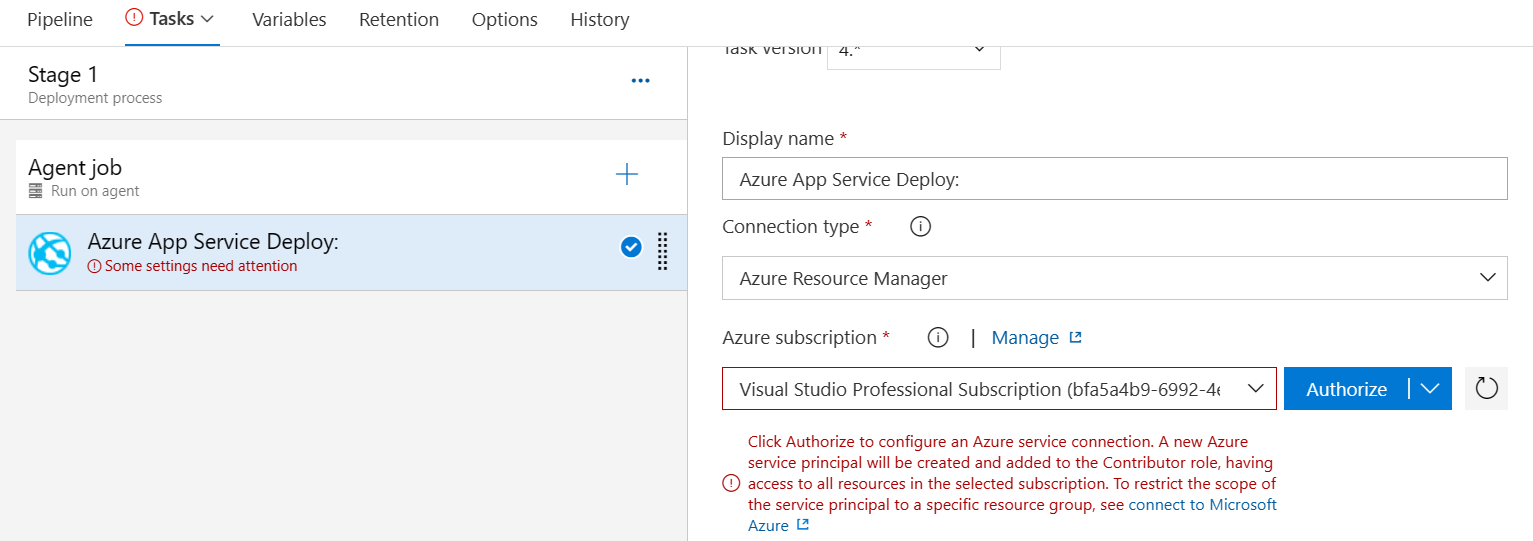 Pipeline Tasks Variables Retention Options History
Stage 1
Deployment process
Agent job
Run on agent
Azure App Service Deploy:
Some settings need attention
Task version 4.*
Display name *
Azure App Service Deploy:
Connection type *
Azure Resource Manager
Azure subscription * | Manage
Visual Studio Professional Subscription (bfa5a4b9-6992-4e Authorize
Click Authorize to configure an Azure service connection. A new Azure
service principal will be created and added to the Contributor role, having
access to all resources in the selected subscription. To restrict the scope of
the service principal to a specific resource group, see connect to Microsoft
Azure